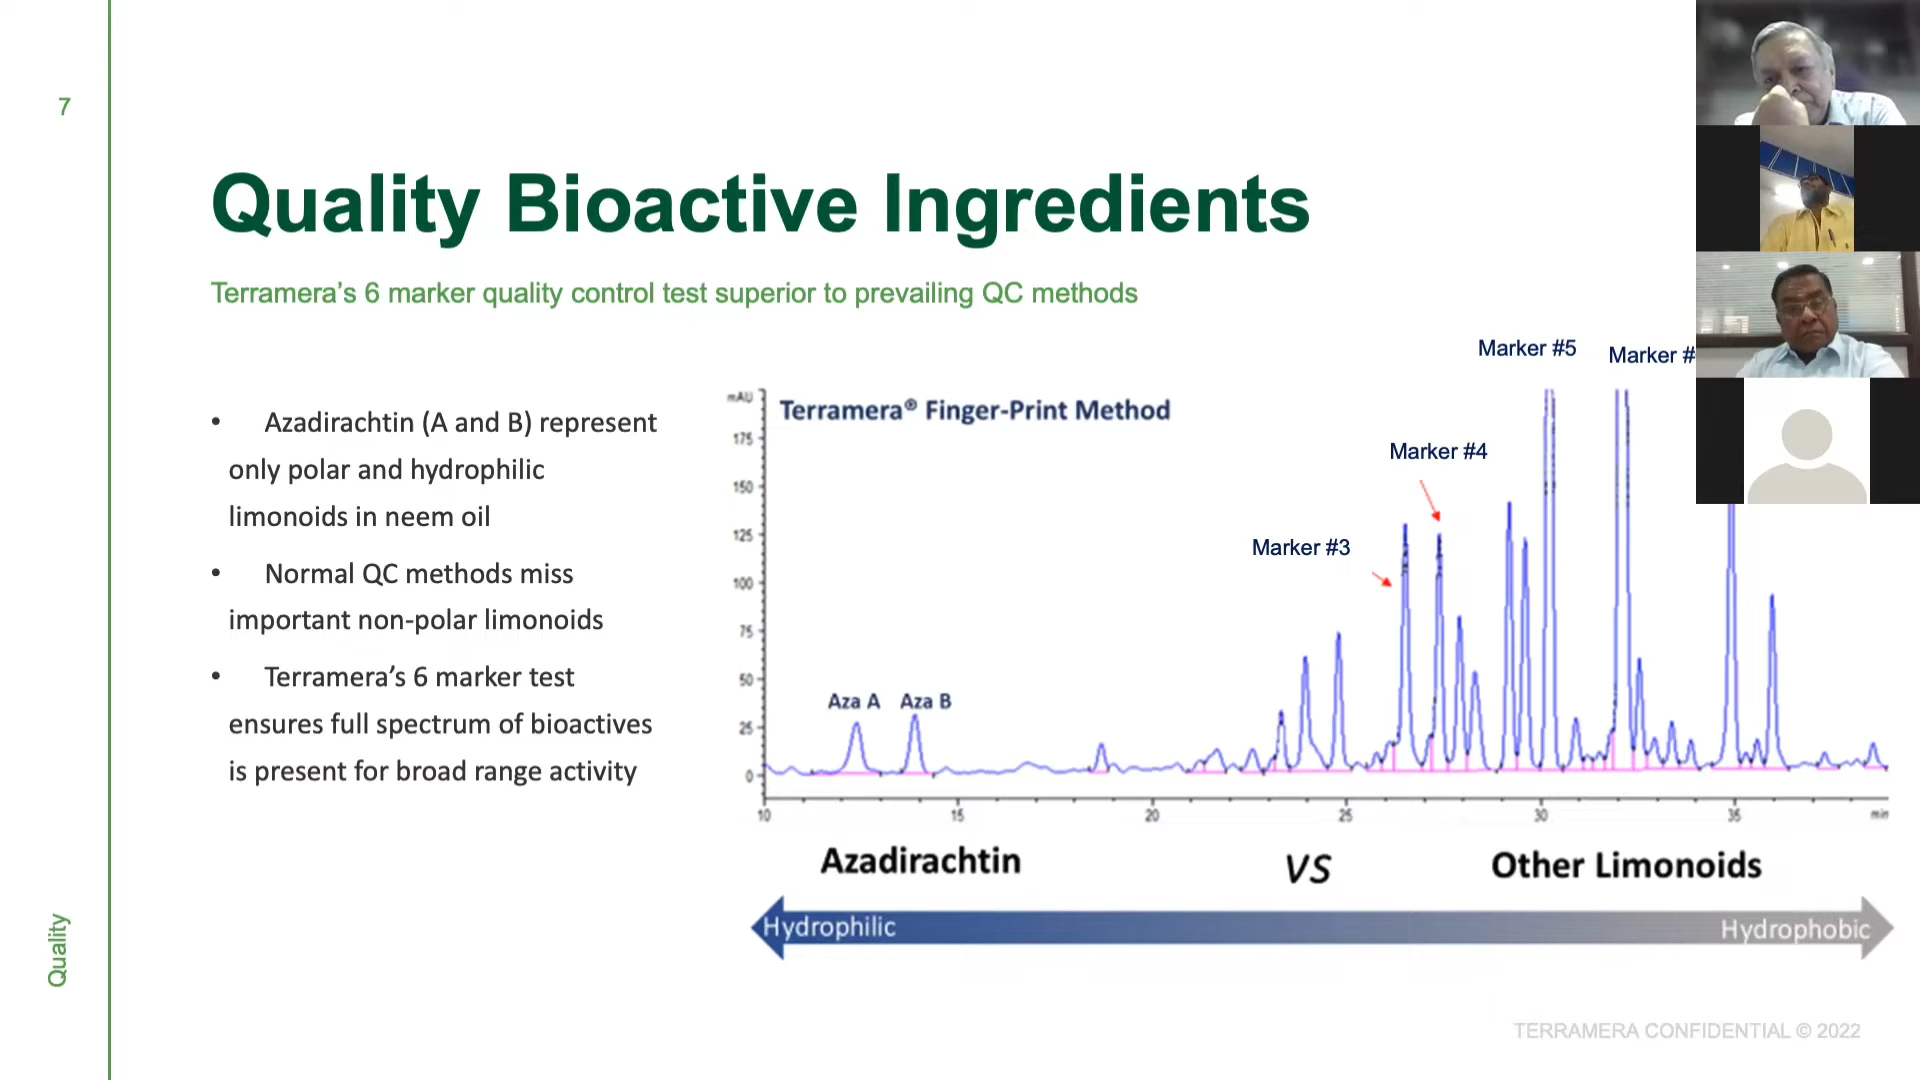 7
Quality Bioactive Ingredients
Terramera’s 6 marker quality control test superior to prevailing QC methods
• Azadirachtin (A and B) represent
only polar and hydrophilic
limonoids in neem oil
• Normal QC methods miss
important non-polar limonoids
• Terramera’s 6 marker test
ensures full spectrum of bioactives
is present for broad range activity
Marker #5
Marker #
mAU
Terramera® Finger-Print Method
175
Marker #4
150
125
Marker #3
100
75
50
Aza A Aza B
25
0
10 15 20 25 30 35 min
Azadirachtin VS Other Limonoids
Hydrophilic Hydrophobic
Quality
TERRAMERA CONFIDENTIAL © 2022